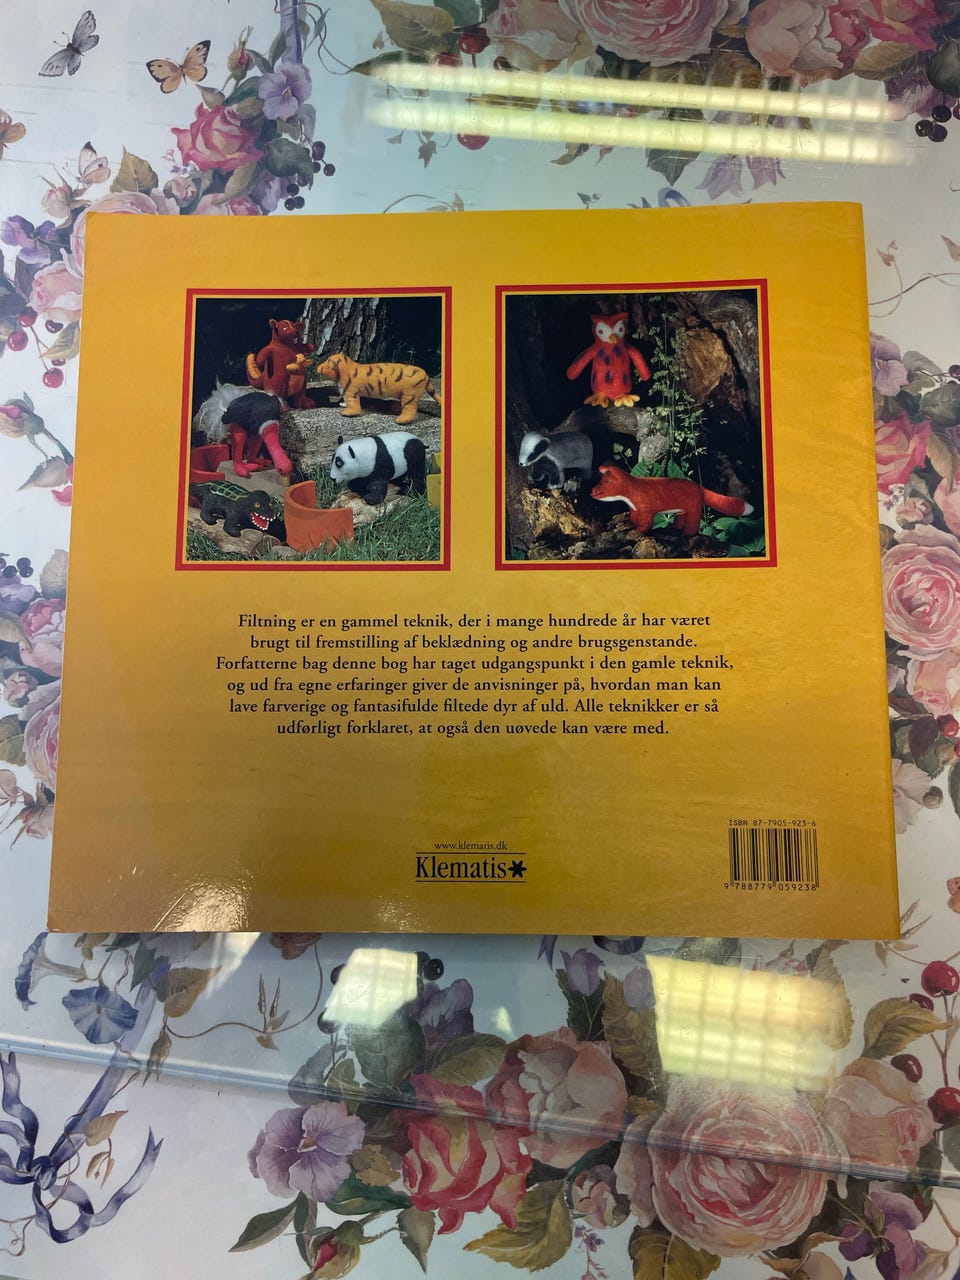 Filtning er en gammel teknik, der i mange hundrede år har været
brugt til fremstilling af beklædning og andre brugsgenstande.
Forfatterne bag denne bog har taget udgangspunkt i den gamle teknik,
og ud fra egne erfaringer giver de anvisninger på, hvordan man kan
lave farverige og fantasifulde filtede dyr af uld. Alle teknikker er så
udførligt forklaret, at også den uøvede kan være med.
www.klematis.dk
Klematis
ISBN 87-7905-923-6
9 788779 059238